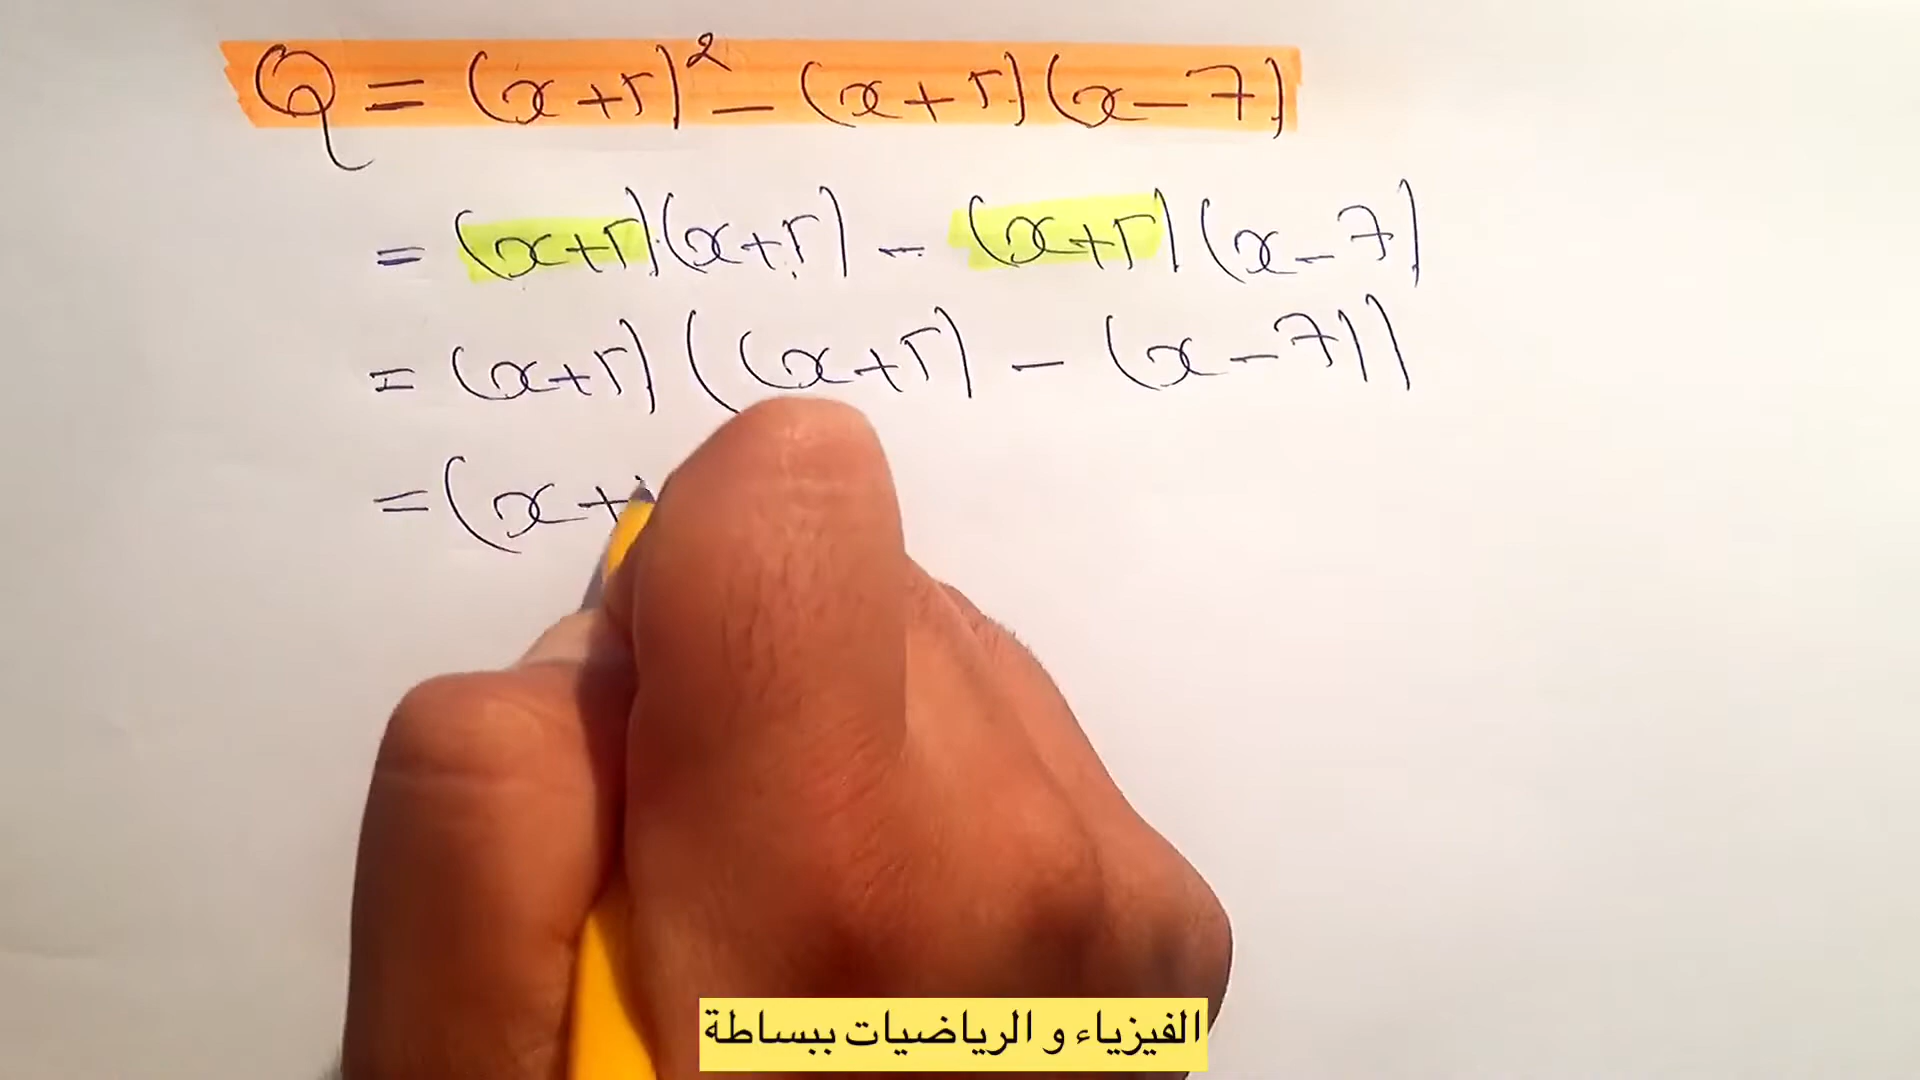 Q = (x+5)² - (x+5)(x-7)
= (x+5)(x+5) - (x+5)(x-7)
= (x+5)((x+5) - (x-7))
= (x+
الفيزياء و الرياضيات ببساطة